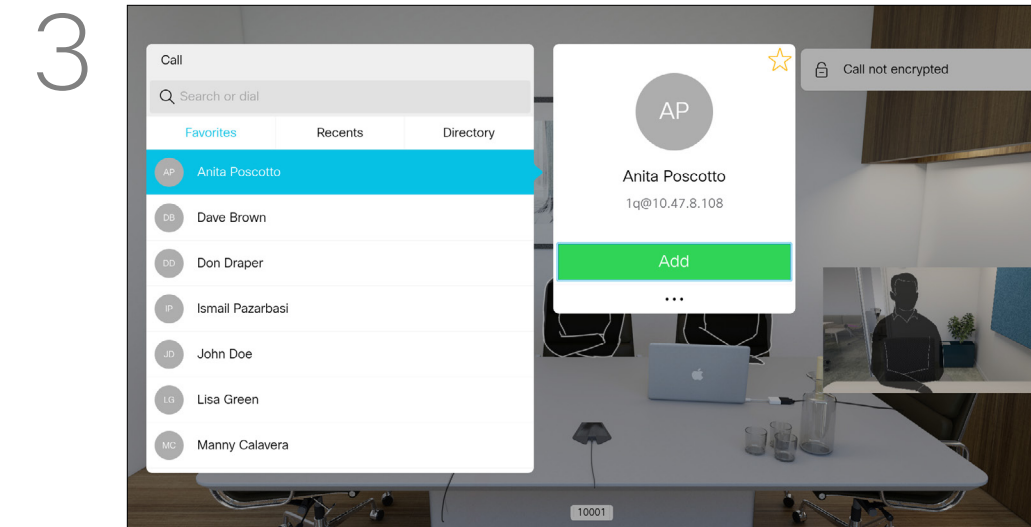 3
Call
Search or dial
Favorites Recents Directory
AP Anita Poscotto
DB Dave Brown
DD Don Draper
IP Ismail Pazarbasi
JD John Doe
LG Lisa Green
MC Manny Calavera
AP
Anita Poscotto
1q@10.47.8.108
Add
...
Call not encrypted
10001